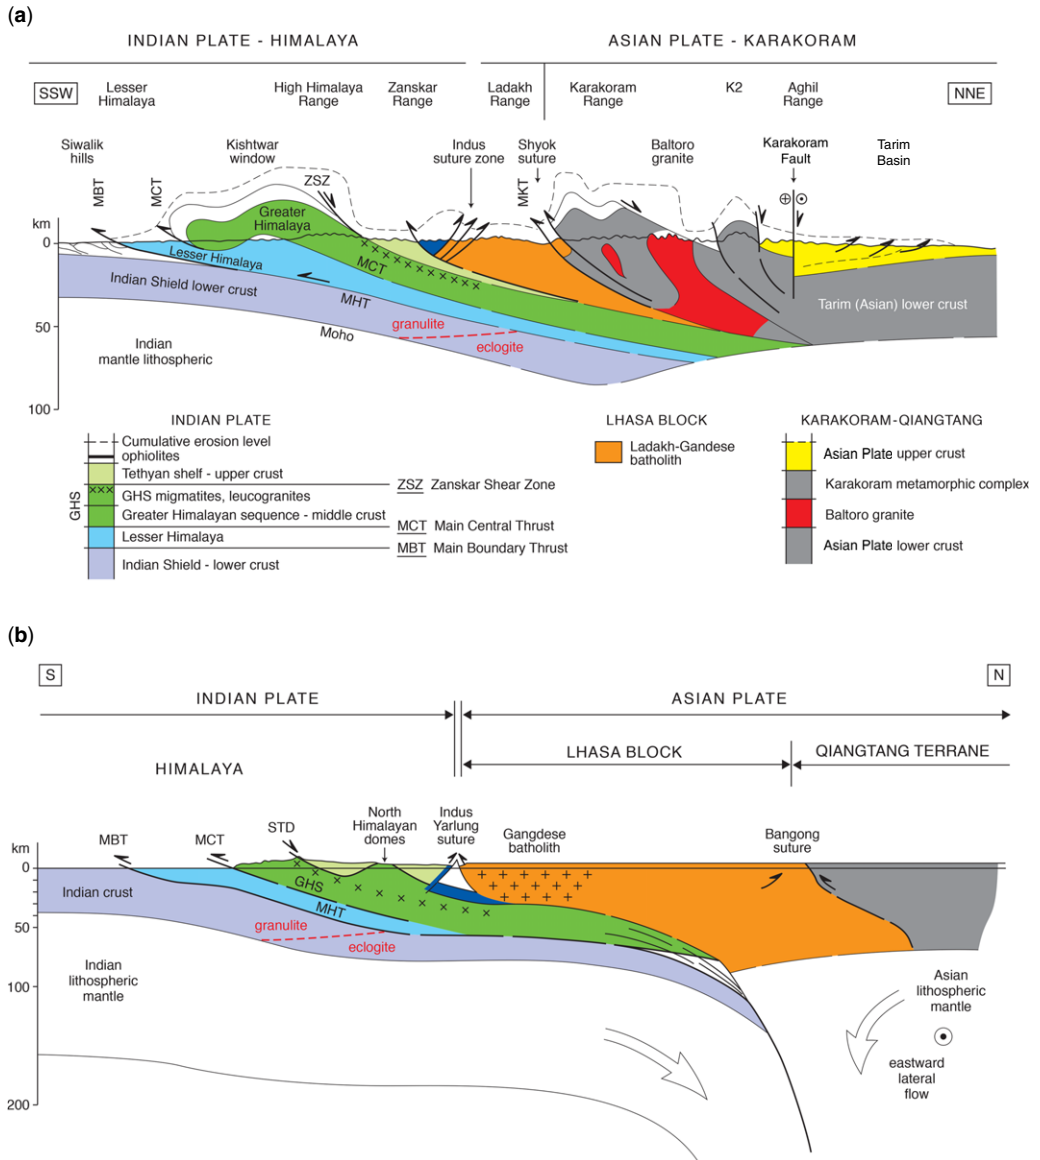 (a)
INDIAN PLATE - HIMALAYA
ASIAN PLATE - KARAKORAM
SSW
Lesser
Himalaya
High Himalaya
Range
Zanskar
Range
Ladakh
Range
Karakoram
Range
K2
Aghil
Range
NNE
Siwalik
hills
Kishtwar
window
Indus
suture zone
Shyok
suture
Baltoro
granite
Karakoram
Fault
Tarim
Basin
MBT
MCT
ZSZ
MKT
km
0
50
100
Greater
Himalaya
Lesser Himalaya
MCT
Indian Shield lower crust
MHT
Moho
granulite
eclogite
Indian
mantle lithospheric
Tarim (Asian) lower crust
INDIAN PLATE
Cumulative erosion level
ophiolites
Tethyan shelf - upper crust
GHS migmatites, leucogranites
Greater Himalayan sequence - middle crust
Lesser Himalaya
Indian Shield - lower crust
GHS
ZSZ Zanskar Shear Zone
MCT Main Central Thrust
MBT Main Boundary Thrust
LHASA BLOCK
Ladakh-Gandese
batholith
KARAKORAM-QIANGTANG
Asian Plate upper crust
Karakoram metamorphic complex
Baltoro granite
Asian Plate lower crust
(b)
S
N
INDIAN PLATE
ASIAN PLATE
LHASA BLOCK
QIANGTANG TERRANE
HIMALAYA
MBT
MCT
STD
North
Himalayan
domes
Indus
Yarlung
suture
Gangdese
batholith
Bangong
suture
km
0
50
100
200
Indian crust
GHS
MHT
granulite
eclogite
Indian
lithospheric
mantle
Asian
lithospheric
mantle
eastward
lateral
flow